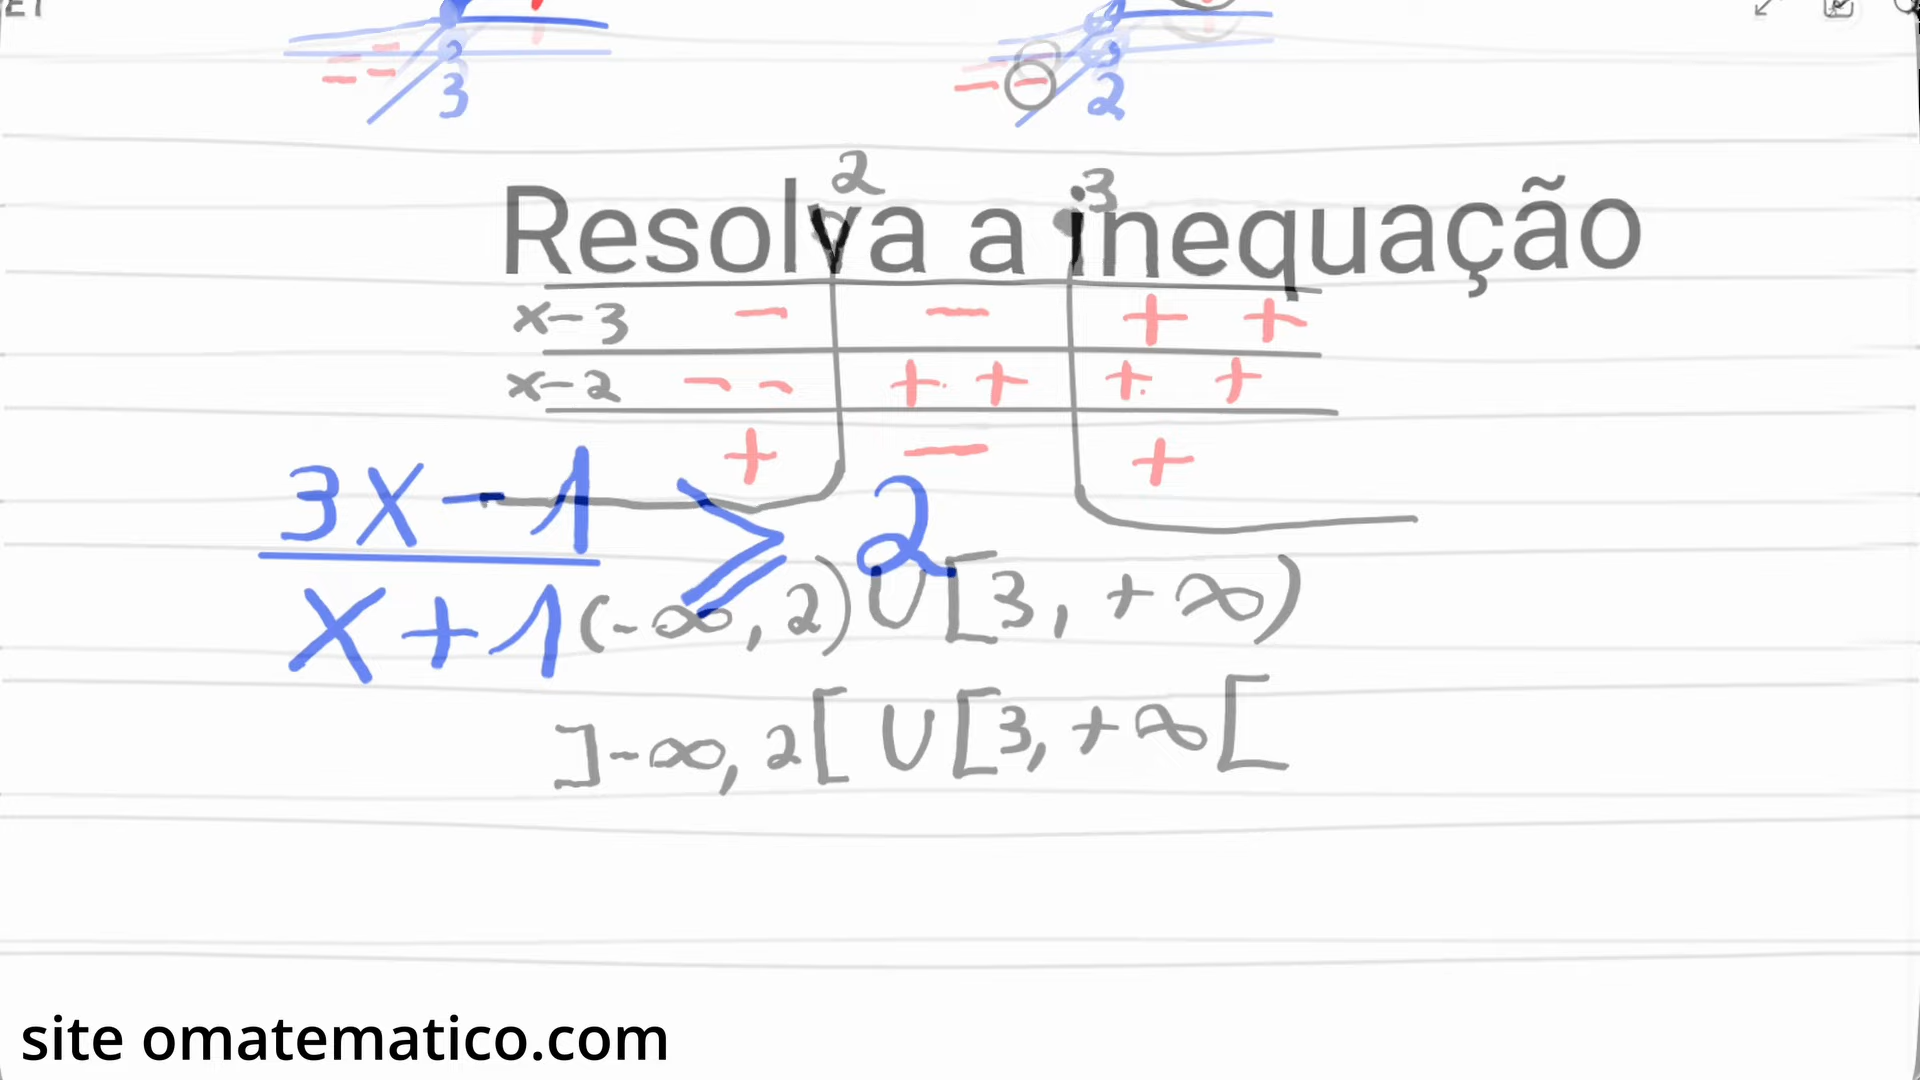 3
2
2 3
Resolva a inequação
x-3 - - + +
x-2 - - + + + +
+ - +
3x-1 ≥ 2
x+1
(-∞, 2) U [3, +∞)
]-∞, 2[ U [3, +∞[
site omatematico.com